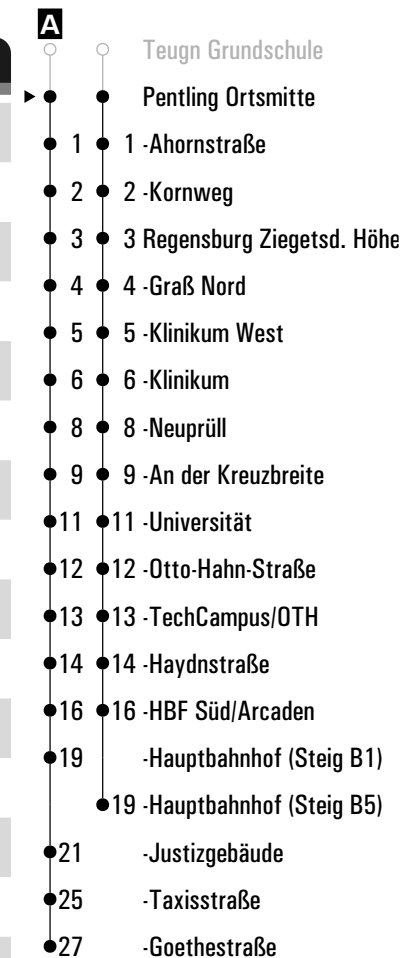 A
Teugn Grundschule
Pentling Ortsmitte
1 1 -Ahornstraße
2 2 -Kornweg
3 3 Regensburg Ziegetsd. Höhe
4 4 -Graß Nord
5 5 -Klinikum West
6 6 -Klinikum
8 8 -Neuprüll
9 9 -An der Kreuzbreite
11 11 -Universität
12 12 -Otto-Hahn-Straße
13 13 -TechCampus/OTH
14 14 -Haydnstraße
16 16 -HBF Süd/Arcaden
19 -Hauptbahnhof (Steig B1)
19 -Hauptbahnhof (Steig B5)
21 -Justizgebäude
25 -Taxisstraße
27 -Goethestraße